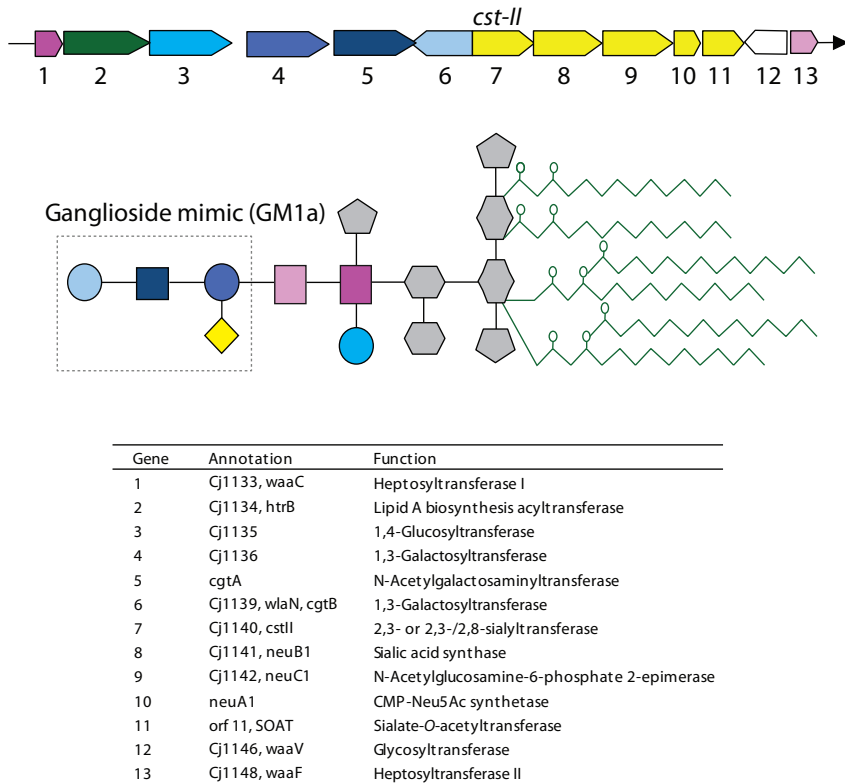 cst-II
1 2 3 4 5 6 7 8 9 10 11 12 13
Ganglioside mimic (GM1a)
Gene Annotation Function
1 Cj1133, waaC Heptosyltransferase I
2 Cj1134, htrB Lipid A biosynthesis acyltransferase
3 Cj1135 1,4-Glucosyltransferase
4 Cj1136 1,3-Galactosyltransferase
5 cgtA N-Acetylgalactosaminyltransferase
6 Cj1139, wlaN, cgtB 1,3-Galactosyltransferase
7 Cj1140, cstII 2,3- or 2,3-/2,8-sialyltransferase
8 Cj1141, neuB1 Sialic acid synthase
9 Cj1142, neuC1 N-Acetylglucosamine-6-phosphate 2-epimerase
10 neuA1 CMP-Neu5Ac synthetase
11 orf 11, SOAT Sialate-O-acetyltransferase
12 Cj1146, waaV Glycosyltransferase
13 Cj1148, waaF Heptosyltransferase II